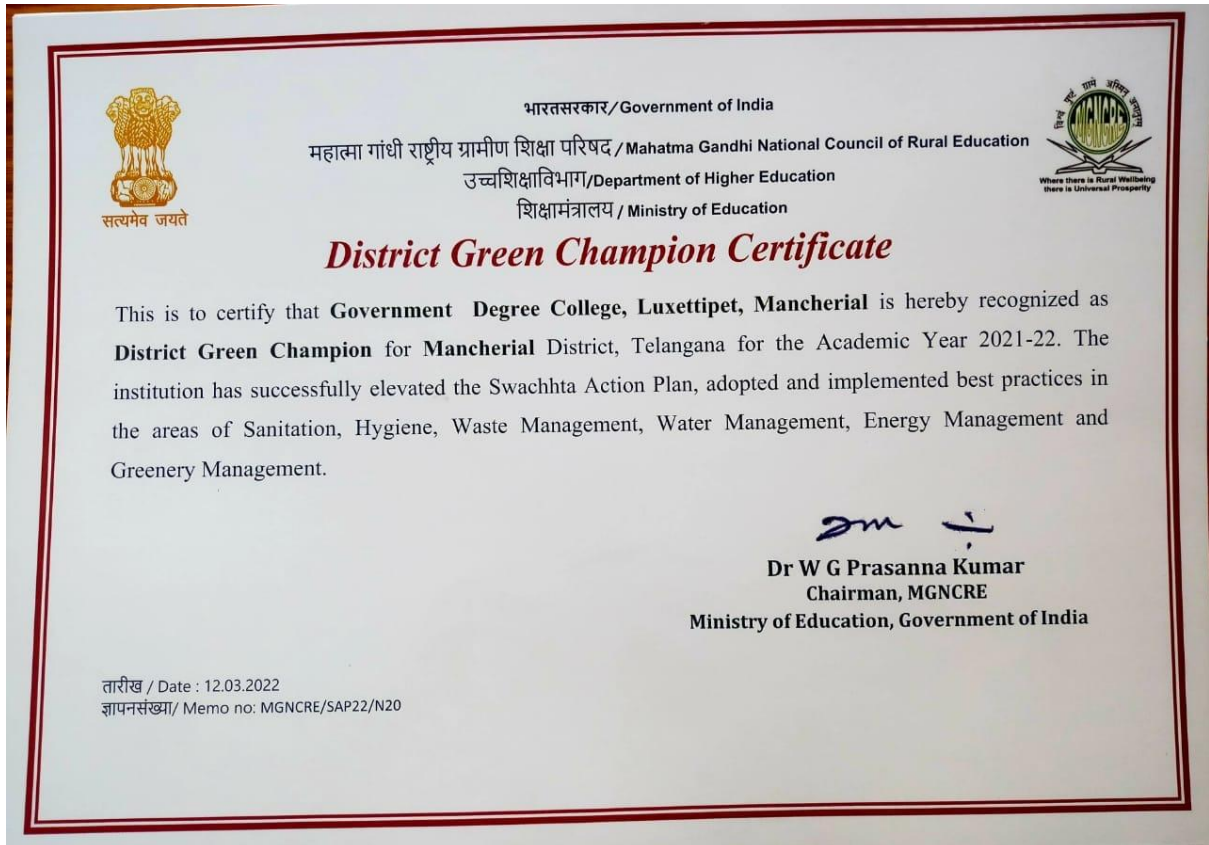 भारतसरकार/Government of India
महात्मा गांधी राष्ट्रीय ग्रामीण शिक्षा परिषद / Mahatma Gandhi National Council of Rural Education
उच्चशिक्षाविभाग/Department of Higher Education
शिक्षामंत्रालय / Ministry of Education
सत्यमेव जयते
विश्वं पुष्टं ग्रामे अस्मिन् अनातुरम्
MGNCRE
Where there is Rural Wellbeing
there is Universal Prosperity
District Green Champion Certificate
This is to certify that Government Degree College, Luxettipet, Mancherial is hereby recognized as
District Green Champion for Mancherial District, Telangana for the Academic Year 2021-22. The
institution has successfully elevated the Swachhta Action Plan, adopted and implemented best practices in
the areas of Sanitation, Hygiene, Waste Management, Water Management, Energy Management and
Greenery Management.
Dr W G Prasanna Kumar
Chairman, MGNCRE
Ministry of Education, Government of India
तारीख / Date : 12.03.2022
ज्ञापनसंख्या/ Memo no: MGNCRE/SAP22/N20